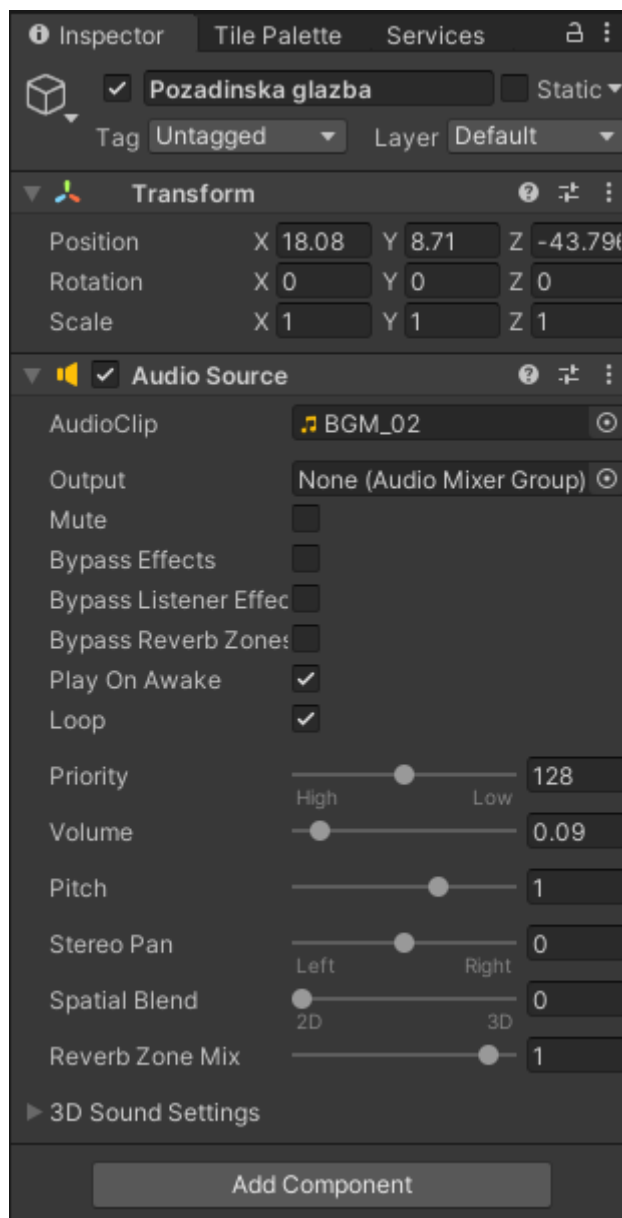 Inspector Tile Palette Services
Pozadinska glazba Static
Tag Untagged Layer Default
Transform
Position X 18.08 Y 8.71 Z -43.796
Rotation X 0 Y 0 Z 0
Scale X 1 Y 1 Z 1
Audio Source
AudioClip BGM_02
Output None (Audio Mixer Group)
Mute
Bypass Effects
Bypass Listener Effec
Bypass Reverb Zones
Play On Awake
Loop
Priority 128
High Low
Volume 0.09
Pitch 1
Stereo Pan 0
Left Right
Spatial Blend 0
2D 3D
Reverb Zone Mix 1
3D Sound Settings
Add Component